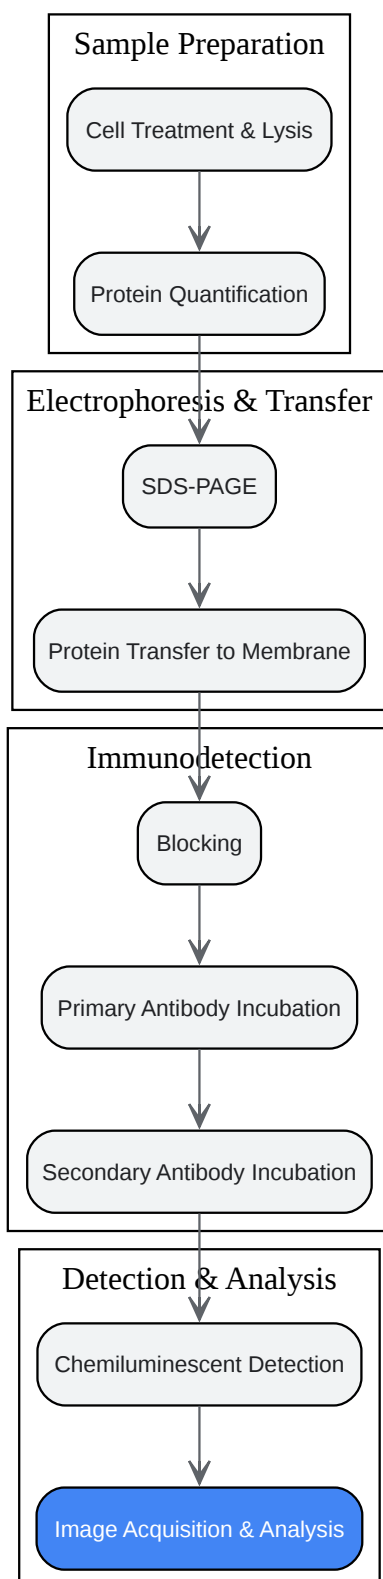 Sample Preparation
Cell Treatment & Lysis
Protein Quantification
Electrophoresis & Transfer
SDS-PAGE
Protein Transfer to Membrane
Immunodetection
Blocking
Primary Antibody Incubation
Secondary Antibody Incubation
Detection & Analysis
Chemiluminescent Detection
Image Acquisition & Analysis